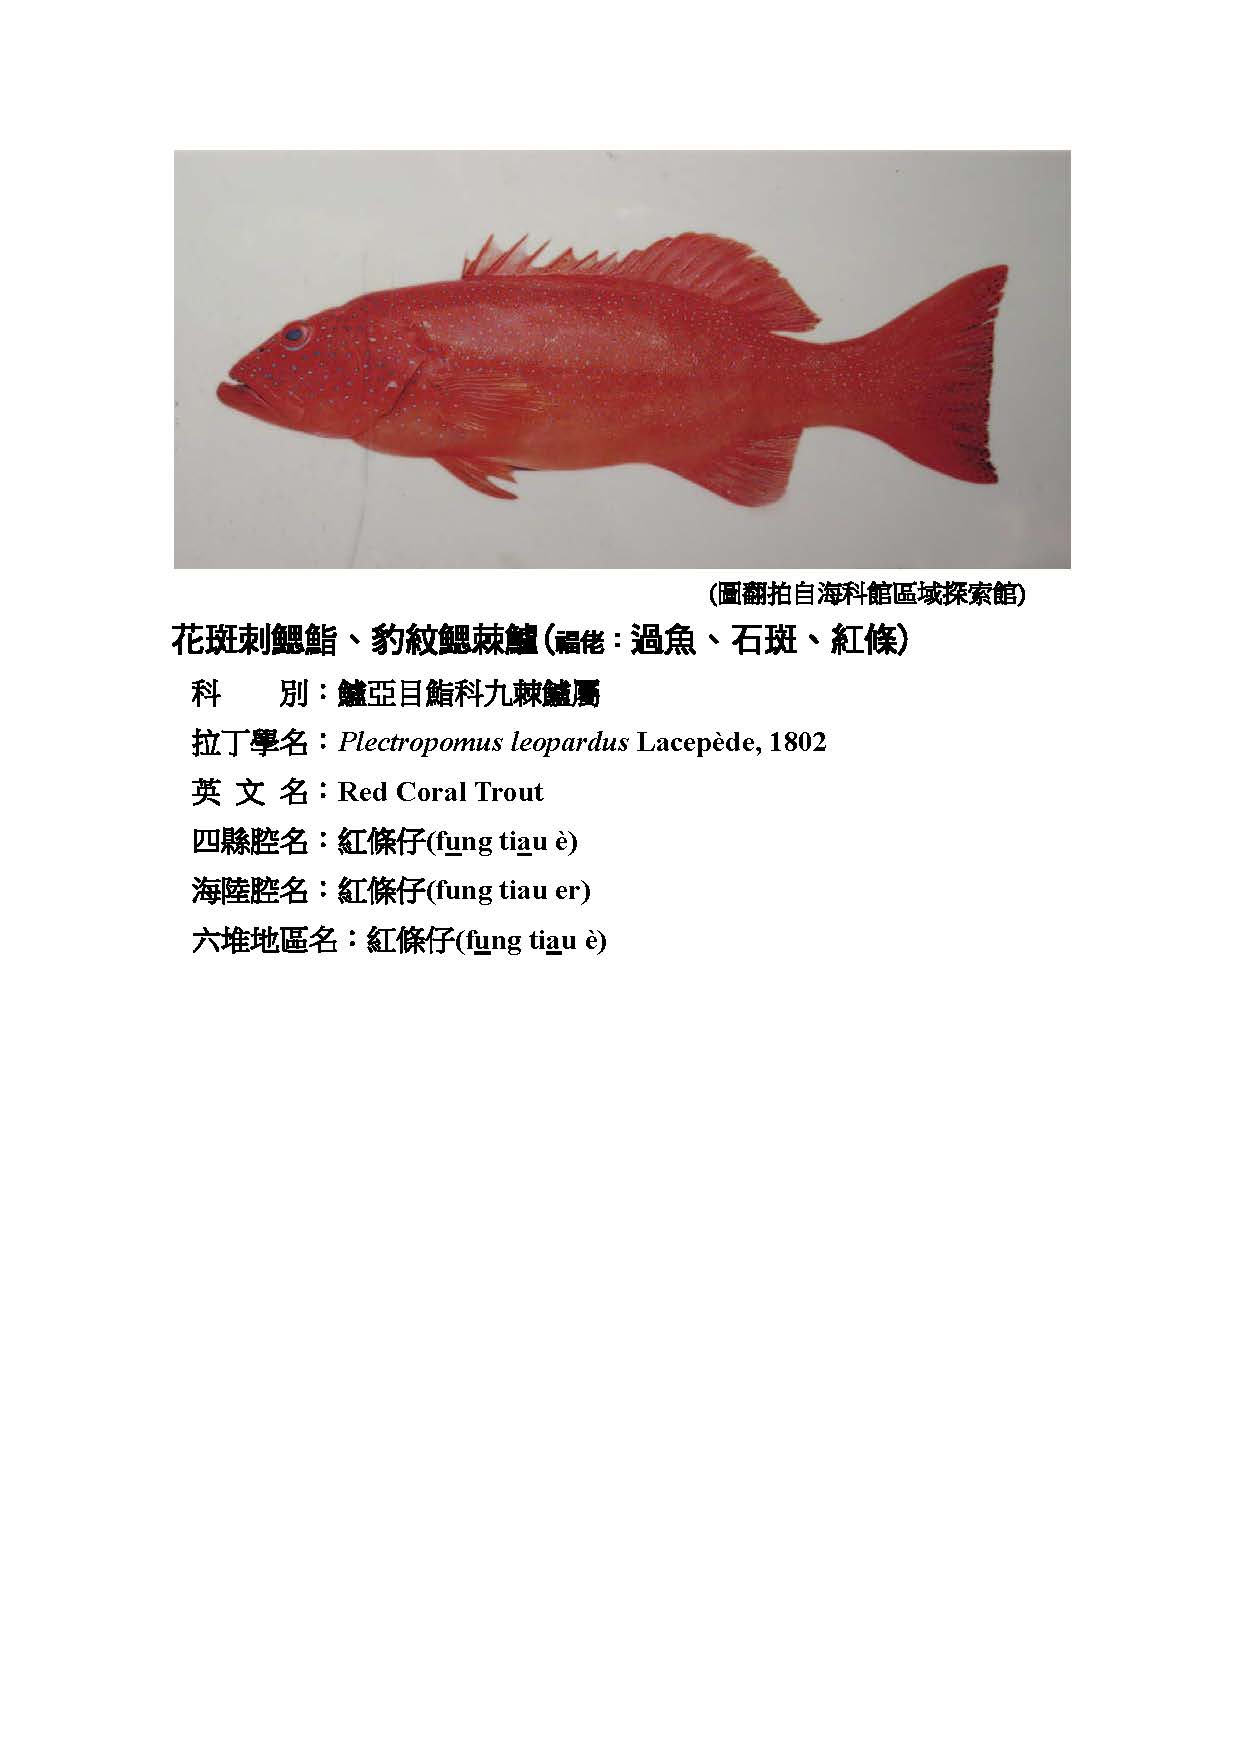 (圖翻拍自海科館區域探索館)
花斑刺鰓鮨、豹紋鰓棘鱸(福佬：過魚、石斑、紅條)
科　　別：鱸亞目鮨科九棘鱸屬
拉丁學名：Plectropomus leopardus Lacepède, 1802
英 文 名：Red Coral Trout
四縣腔名：紅條仔(fung tiau è)
海陸腔名：紅條仔(fung tiau er)
六堆地區名：紅條仔(fung tiau è)